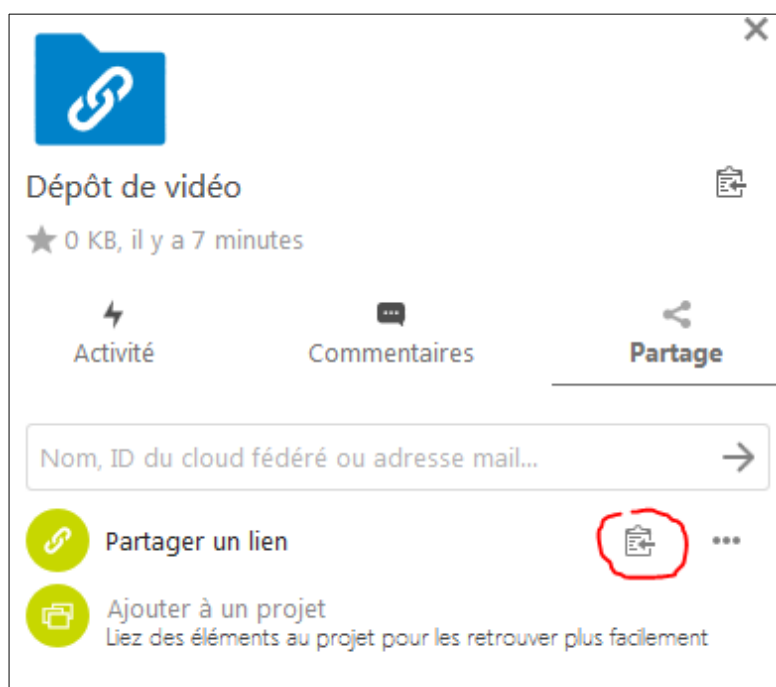 Dépôt de vidéo
0 KB, il y a 7 minutes
Activité
Commentaires
Partage
Nom, ID du cloud fédéré ou adresse mail...
Partager un lien
Ajouter à un projet
Liez des éléments au projet pour les retrouver plus facilement